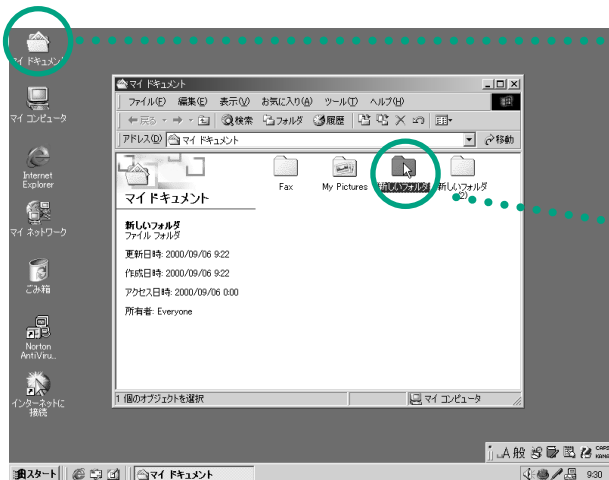 マイ ドキュメント
マイ コンピュータ
Internet
Explorer
マイ ネットワーク
ごみ箱
Norton
AntiViru...
インターネットに
接続
マイ ドキュメント
ファイル(F) 編集(E) 表示(V) お気に入り(A) ツール(T) ヘルプ(H)
戻る 検索 フォルダ 履歴
アドレス(D) マイ ドキュメント 移動
マイ ドキュメント
新しいフォルダ
ファイル フォルダ
更新日時: 2000/09/06 9:22
作成日時: 2000/09/06 9:22
アクセス日時: 2000/09/06 0:00
所有者: Everyone
Fax
My Pictures
新しいフォルダ
新しいフォルダ
(2)
1 個のオブジェクトを選択 マイ コンピュータ
A 般 CAPS
KANA
スタート マイ ドキュメント 9:30